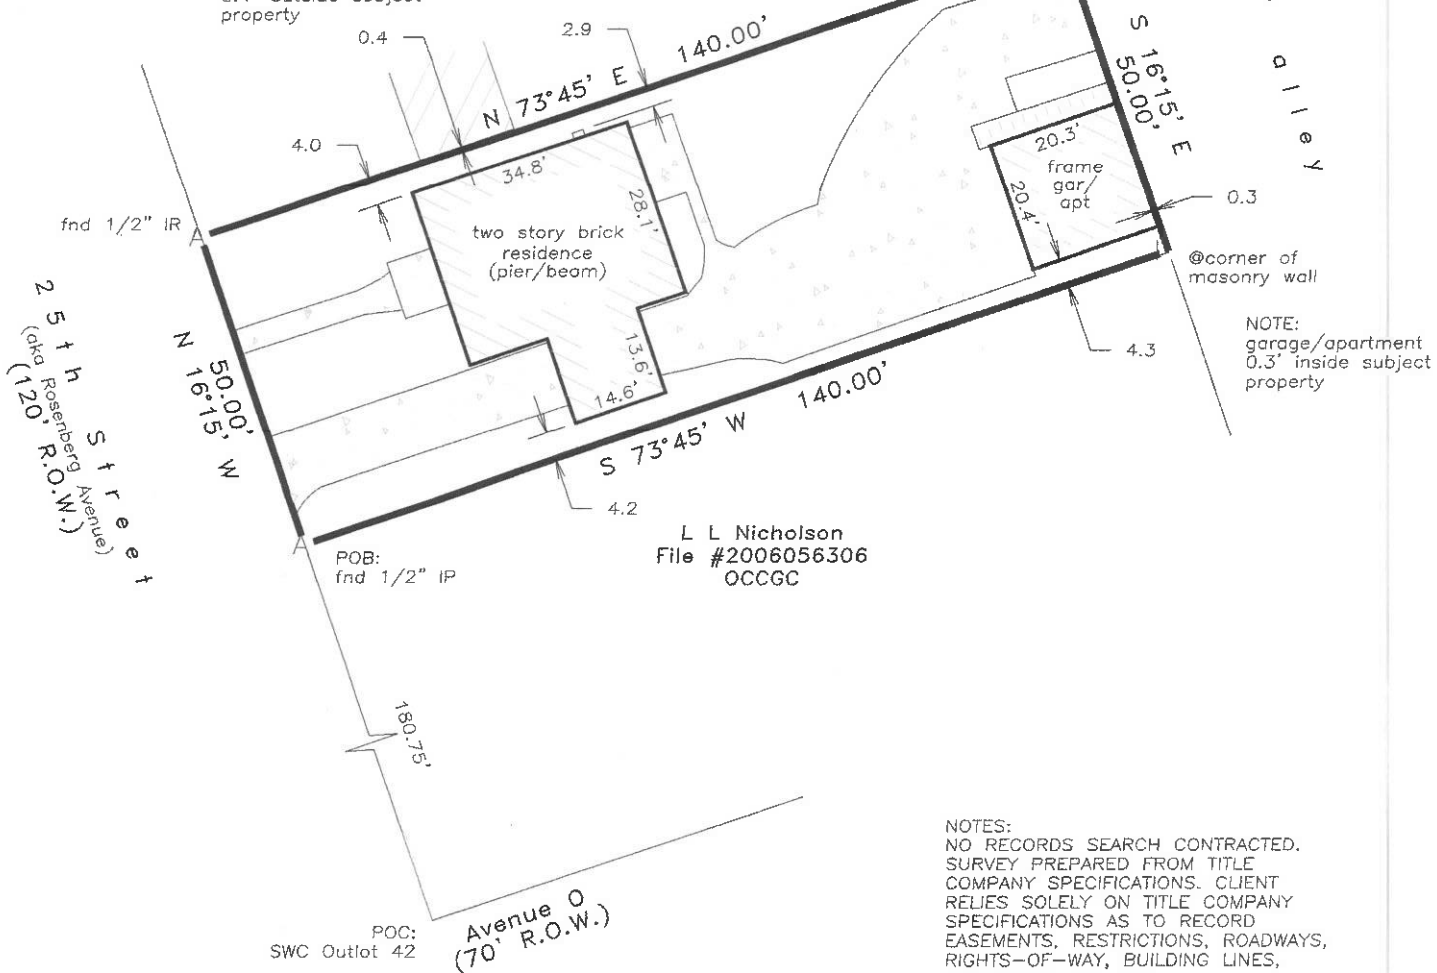 property
0.4
2.9
140.00'
N 73°45' E
S 16°15' E
50.00'
alley
4.0
34.8'
28.1'
20.3'
frame
gar/
apt
20.4'
0.3
fnd 1/2" IR
two story brick
residence
(pier/beam)
@corner of
masonry wall
NOTE:
garage/apartment
0.3' inside subject
property
25th Street
(aka Rosenberg Avenue)
(120' R.O.W.)
50.00'
N 16°15' W
13.6'
14.6'
4.3
140.00'
S 73°45' W
4.2
L L Nicholson
File #2006056306
OCCGC
POB:
fnd 1/2" IP
180.75'
Avenue O
(70' R.O.W.)
POC:
SWC Outlot 42
NOTES:
NO RECORDS SEARCH CONTRACTED.
SURVEY PREPARED FROM TITLE
COMPANY SPECIFICATIONS. CLIENT
RELIES SOLELY ON TITLE COMPANY
SPECIFICATIONS AS TO RECORD
EASEMENTS, RESTRICTIONS, ROADWAYS,
RIGHTS-OF-WAY, BUILDING LINES,